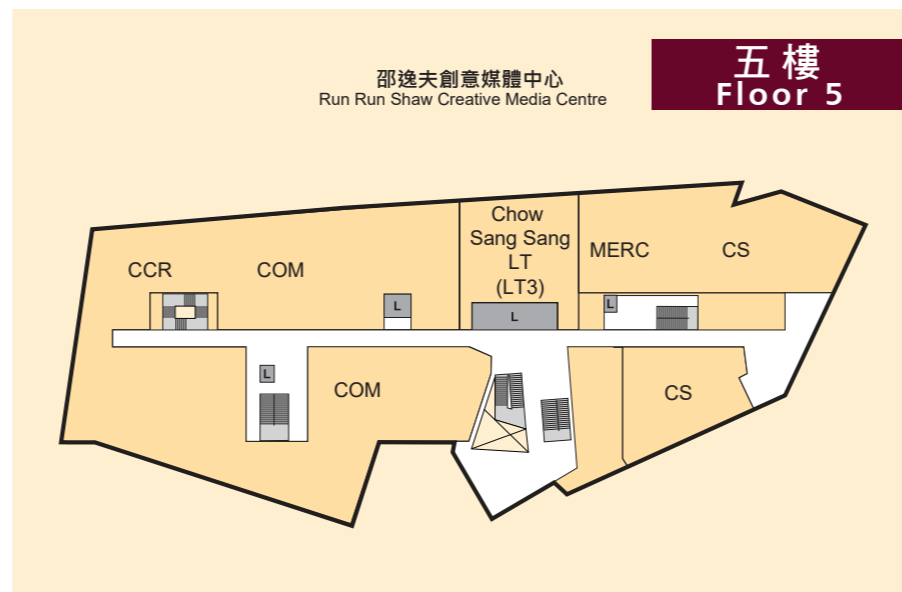 五樓
Floor 5
邵逸夫創意媒體中心
Run Run Shaw Creative Media Centre
Chow
Sang Sang
LT
(LT3)
MERC
CS
CCR
COM
L
L
L
L
COM
CS